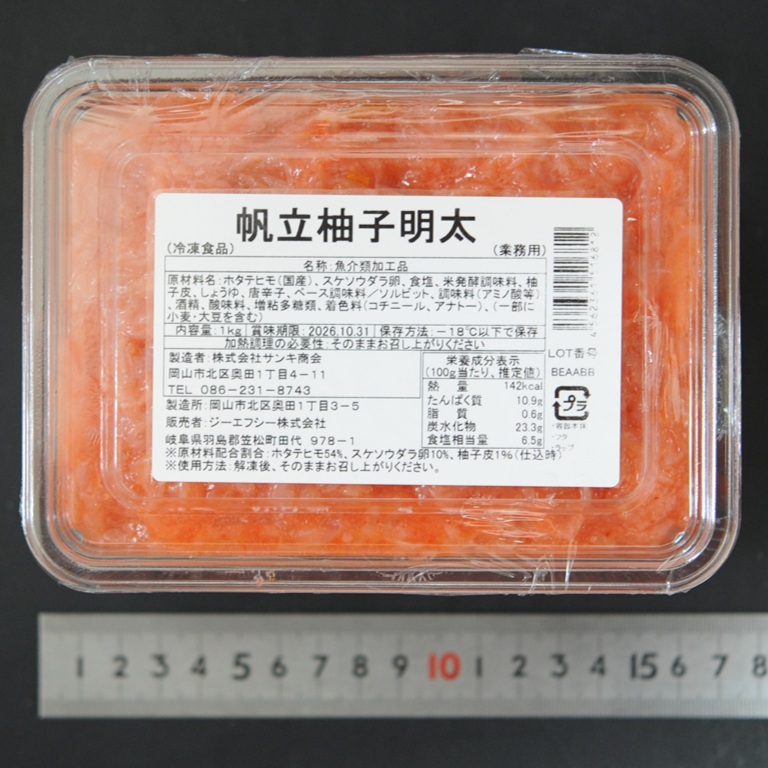 帆立柚子明太
(冷凍食品) (業務用)
名称:魚介類加工品
原材料名:ホタテヒモ(国産)、スケソウダラ卵、食塩、米発酵調味料、柚
子皮、しょうゆ、唐辛子、ベース調味料/ソルビット、調味料(アミノ酸等)
、酒精、酸味料、増粘多糖類、着色料(コチニール、アナトー)、(一部に
小麦・大豆を含む)
内容量:1kg 賞味期限:2026.10.31 保存方法:-18℃以下で保存
加熱調理の必要性:そのままお召し上がりください
製造者:株式会社サンキ商会
岡山市北区奥田1丁目4-11
TEL 086-231-8743
製造所:岡山市北区奥田1丁目3-5
販売者:ジーエフシー株式会社
岐阜県羽島郡笠松町田代 978-1
栄養成分表示
(100g当たり、推定値)
熱量 142kcal
たんぱく質 10.9g
脂質 0.6g
炭水化物 23.3g
食塩相当量 6.5g
※原材料配合割合:ホタテヒモ54%、スケソウダラ卵10%、柚子皮1%(仕込時)
※使用方法:解凍後、そのままお召し上がりください。
LOT番号
BEAABB
プラ
1 2 3 4 5 6 7 8 9 10 1 2 3 4 15 6 7 8